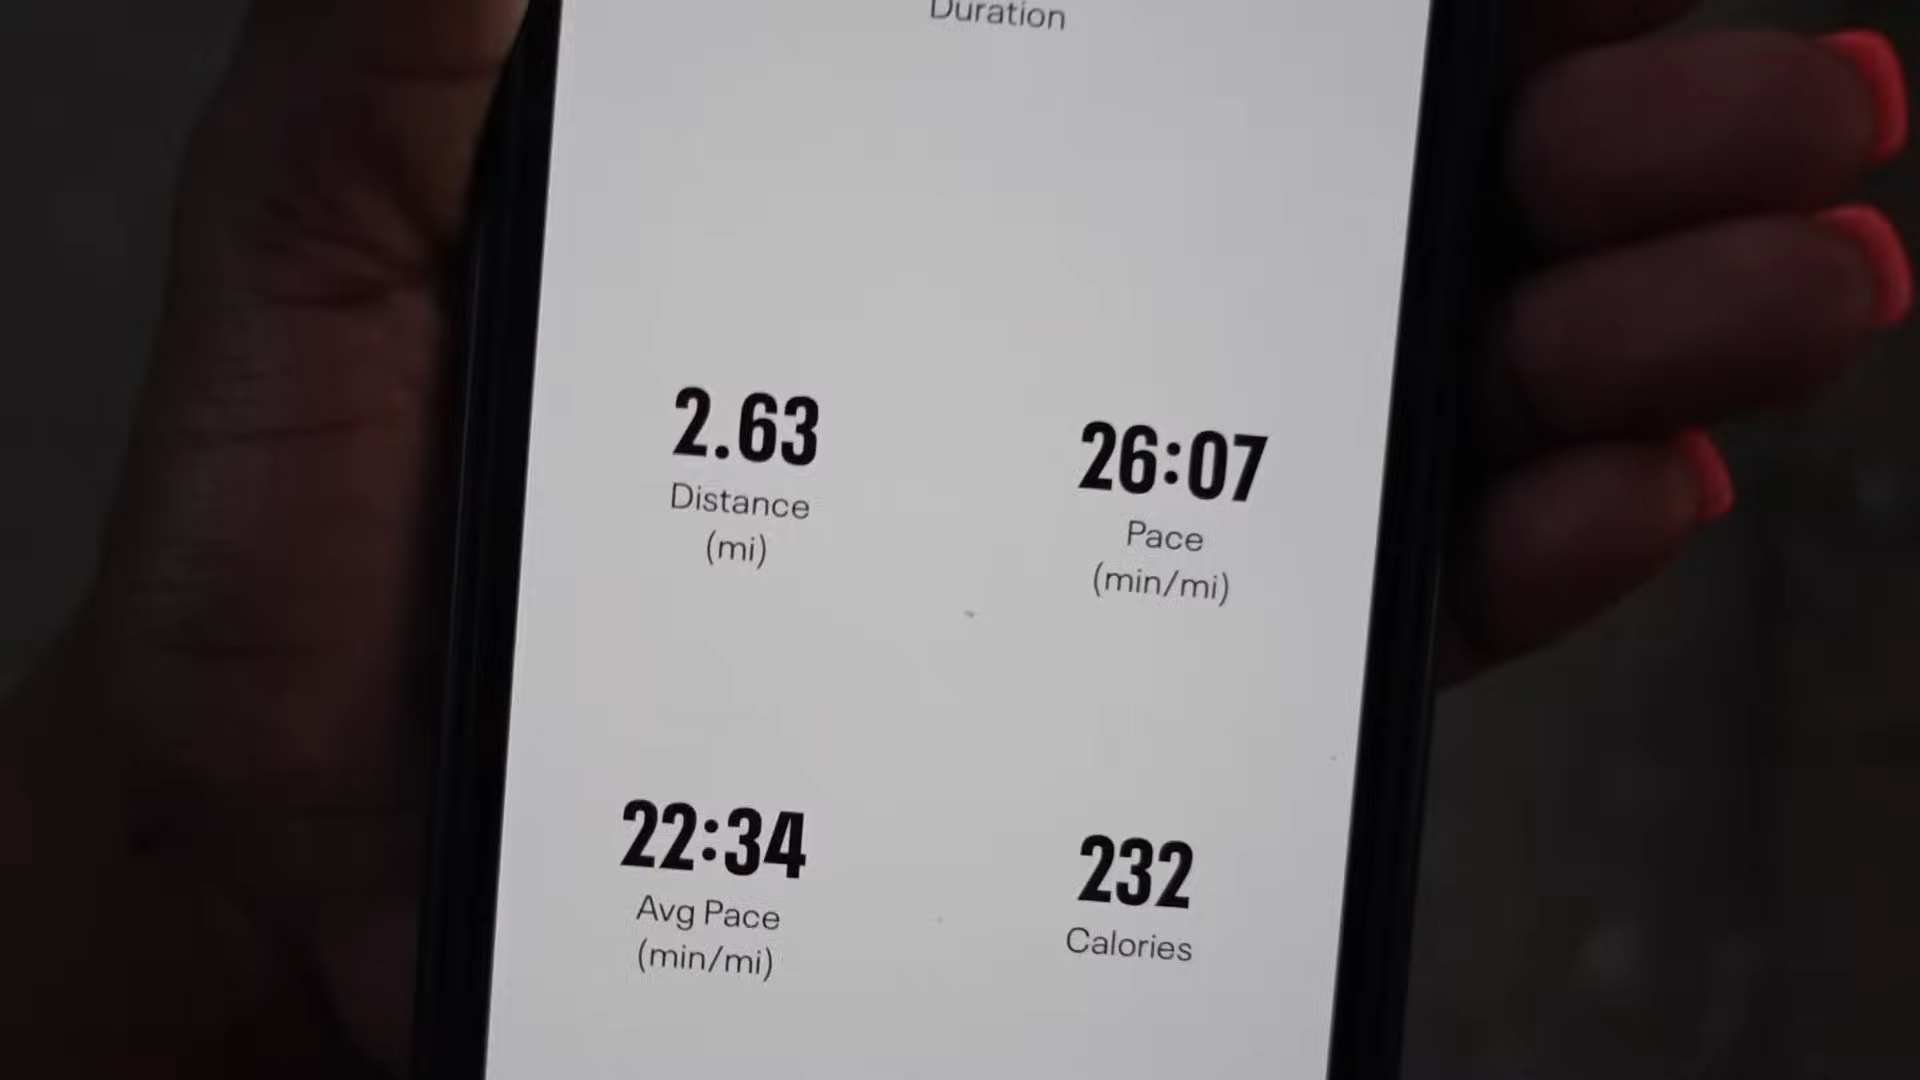 Duration
2.63
Distance
(mi)
26:07
Pace
(min/mi)
22:34
Avg Pace
(min/mi)
232
Calories